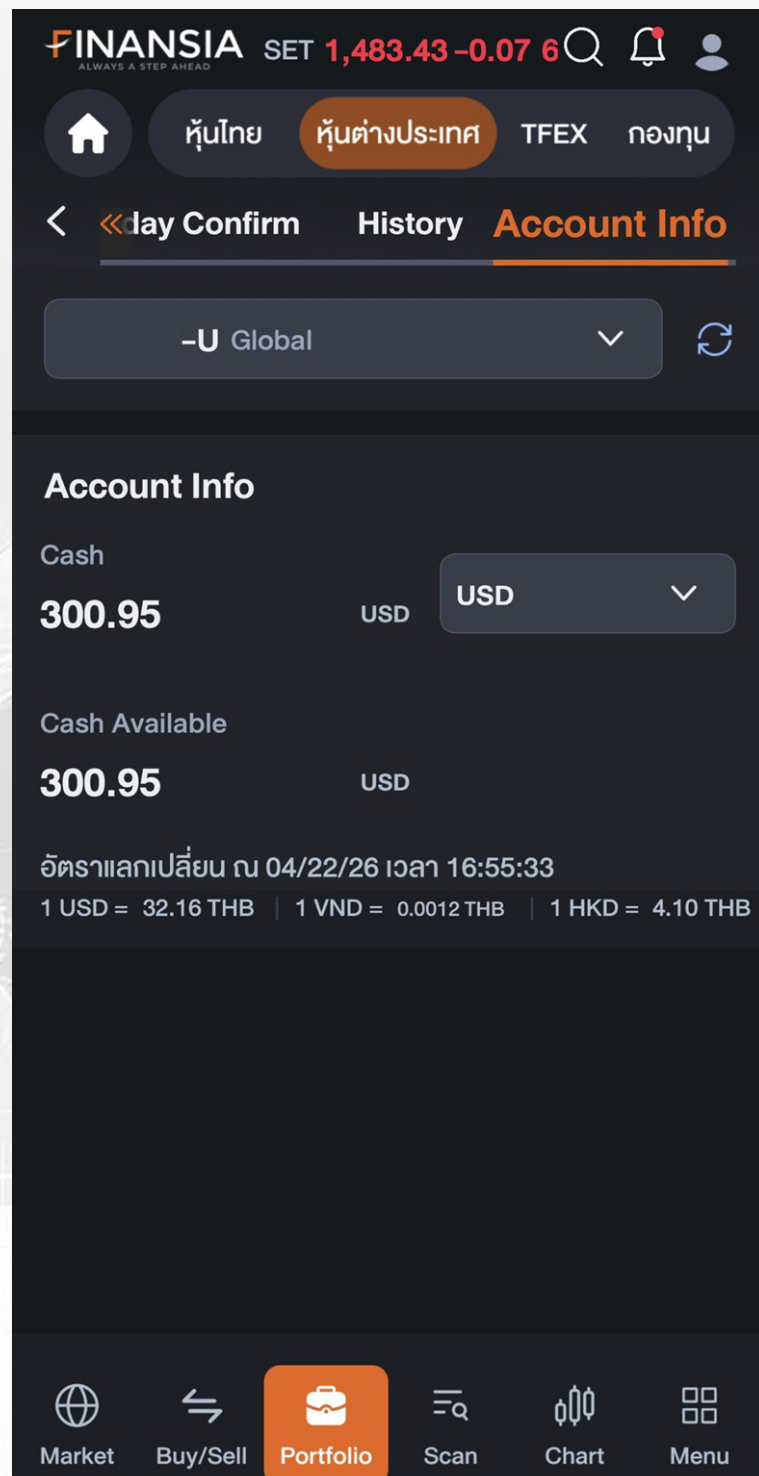 FINANSIA SET 1,483.43 -0.07 6
ALWAYS A STEP AHEAD
หุ้นไทย หุ้นต่างประเทศ TFEX กองทุน
day Confirm History Account Info
-U Global
Account Info
Cash
300.95 USD USD
Cash Available
300.95 USD
อัตราแลกเปลี่ยน ณ 04/22/26 เวลา 16:55:33
1 USD = 32.16 THB | 1 VND = 0.0012 THB | 1 HKD = 4.10 THB
Market Buy/Sell Portfolio Scan Chart Menu